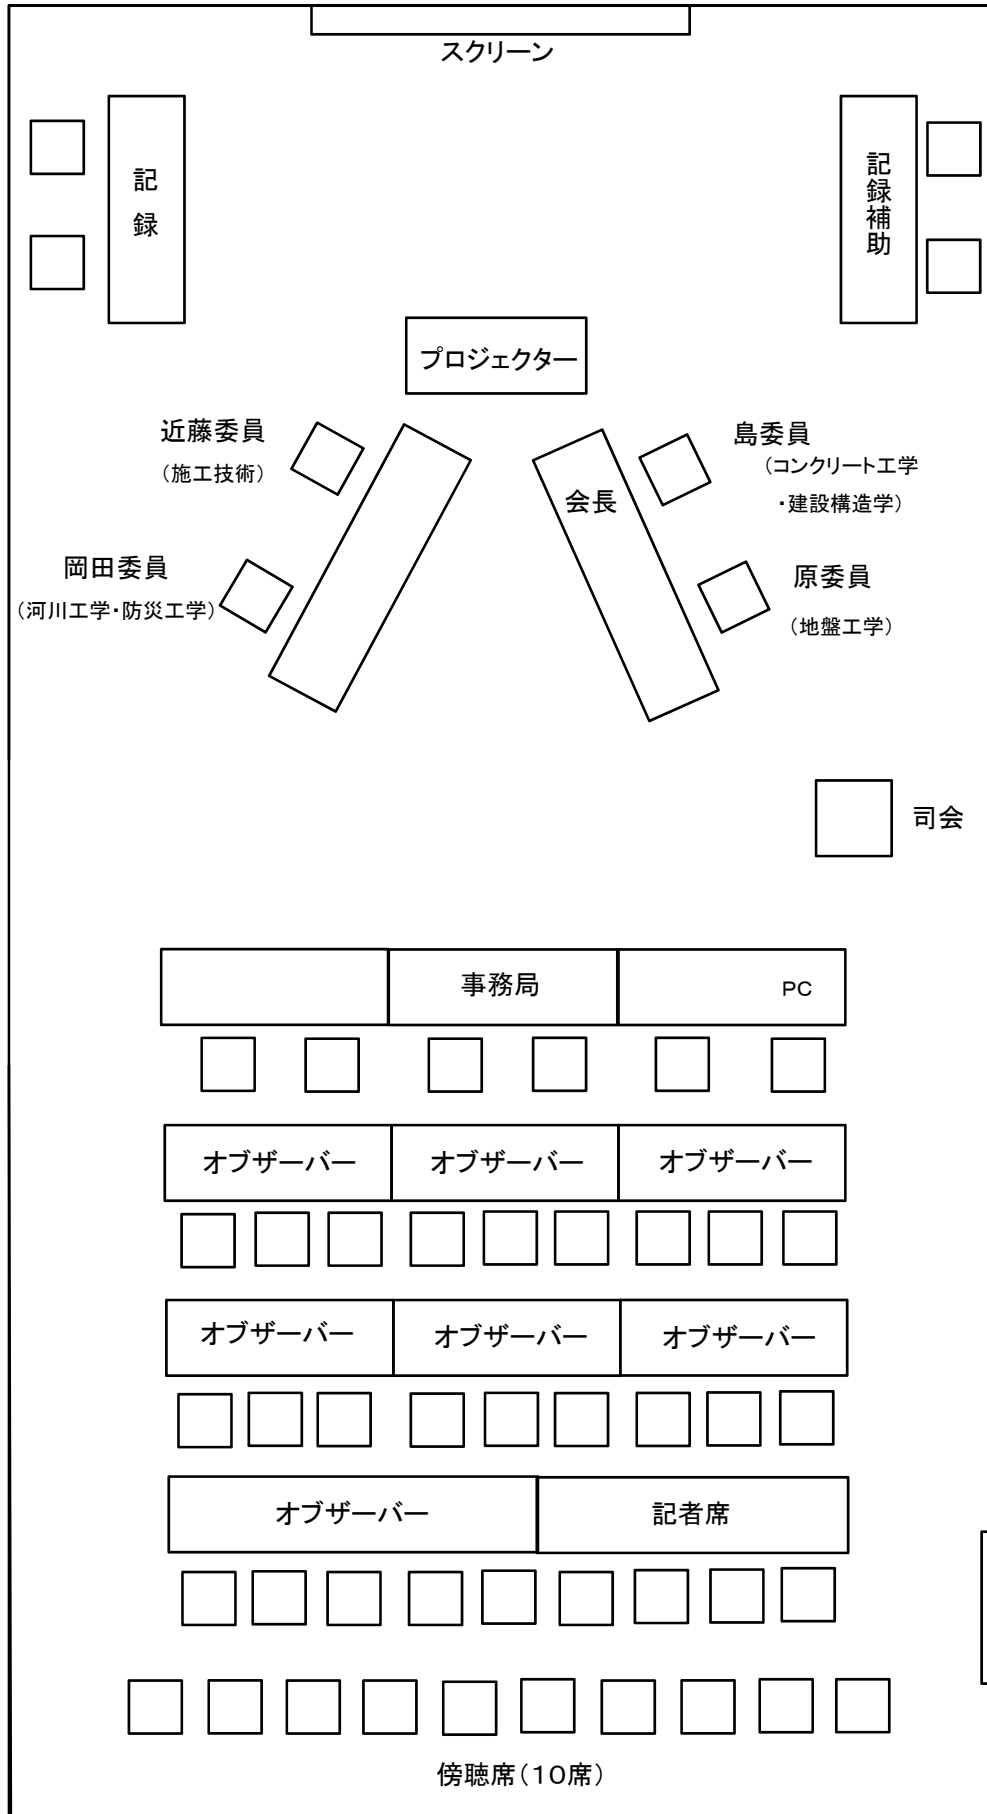 スクリーン
記録
記録補助
プロジェクター
近藤委員
（施工技術）
島委員
（コンクリート工学
・建設構造学）
会長
岡田委員
（河川工学・防災工学）
原委員
（地盤工学）
司会
事務局
PC
オブザーバー
オブザーバー
オブザーバー
オブザーバー
オブザーバー
オブザーバー
オブザーバー
記者席
傍聴席（10席）